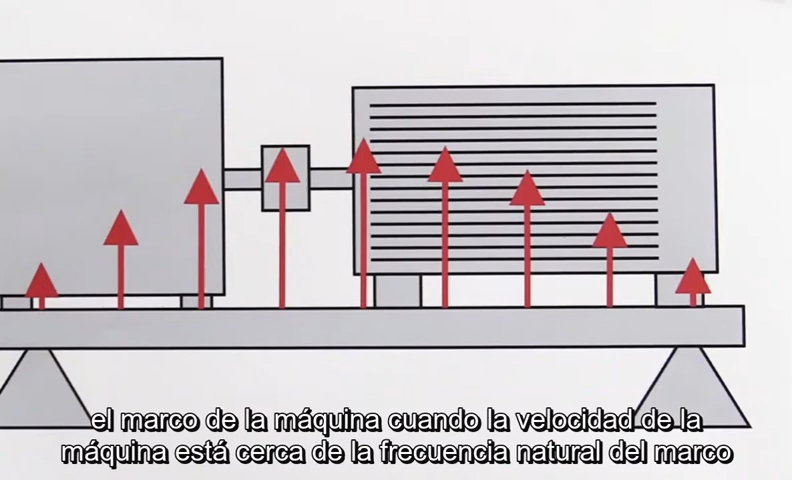 el marco de la máquina cuando la velocidad de la
máquina está cerca de la frecuencia natural del marco